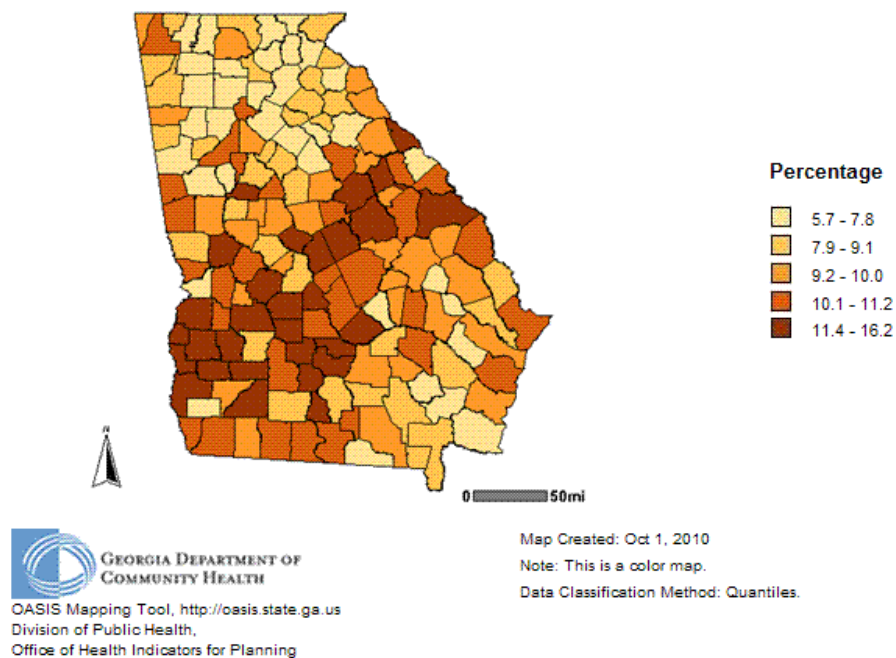 Percentage
5.7 - 7.8
7.9 - 9.1
9.2 - 10.0
10.1 - 11.2
11.4 - 16.2
N
0 50mi
GEORGIA DEPARTMENT OF
COMMUNITY HEALTH
OASIS Mapping Tool, http://oasis.state.ga.us
Division of Public Health,
Office of Health Indicators for Planning
Map Created: Oct 1, 2010
Note: This is a color map.
Data Classification Method: Quantiles.